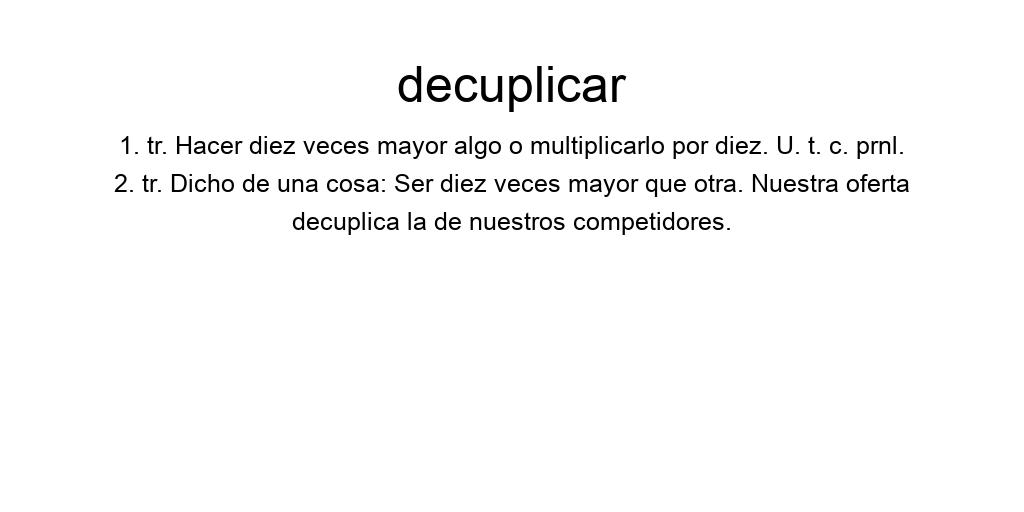 decuplicar
1. tr. Hacer diez veces mayor algo o multiplicarlo por diez. U. t. c. prnl.
2. tr. Dicho de una cosa: Ser diez veces mayor que otra. Nuestra oferta
decuplica la de nuestros competidores.